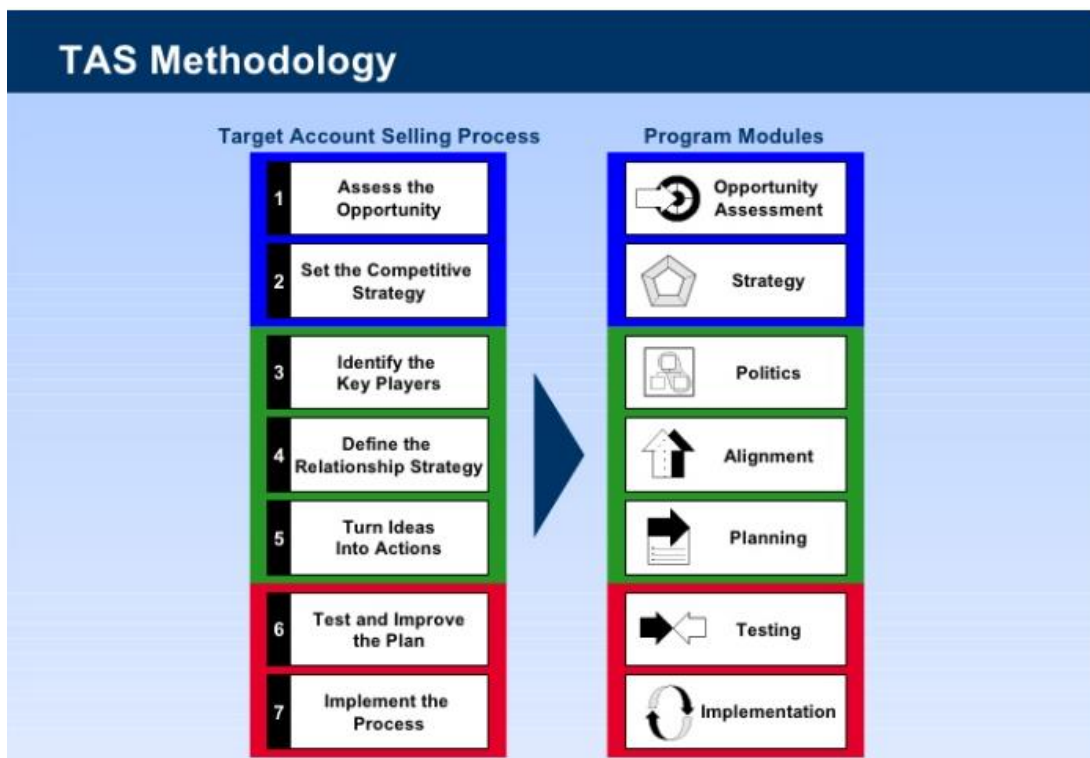 TAS Methodology
Target Account Selling Process
1
Assess the
Opportunity
2
Set the Competitive
Strategy
3
Identify the
Key Players
4
Define the
Relationship Strategy
5
Turn Ideas
Into Actions
6
Test and Improve
the Plan
7
Implement the
Process
Program Modules
Opportunity
Assessment
Strategy
Politics
Alignment
Planning
Testing
Implementation